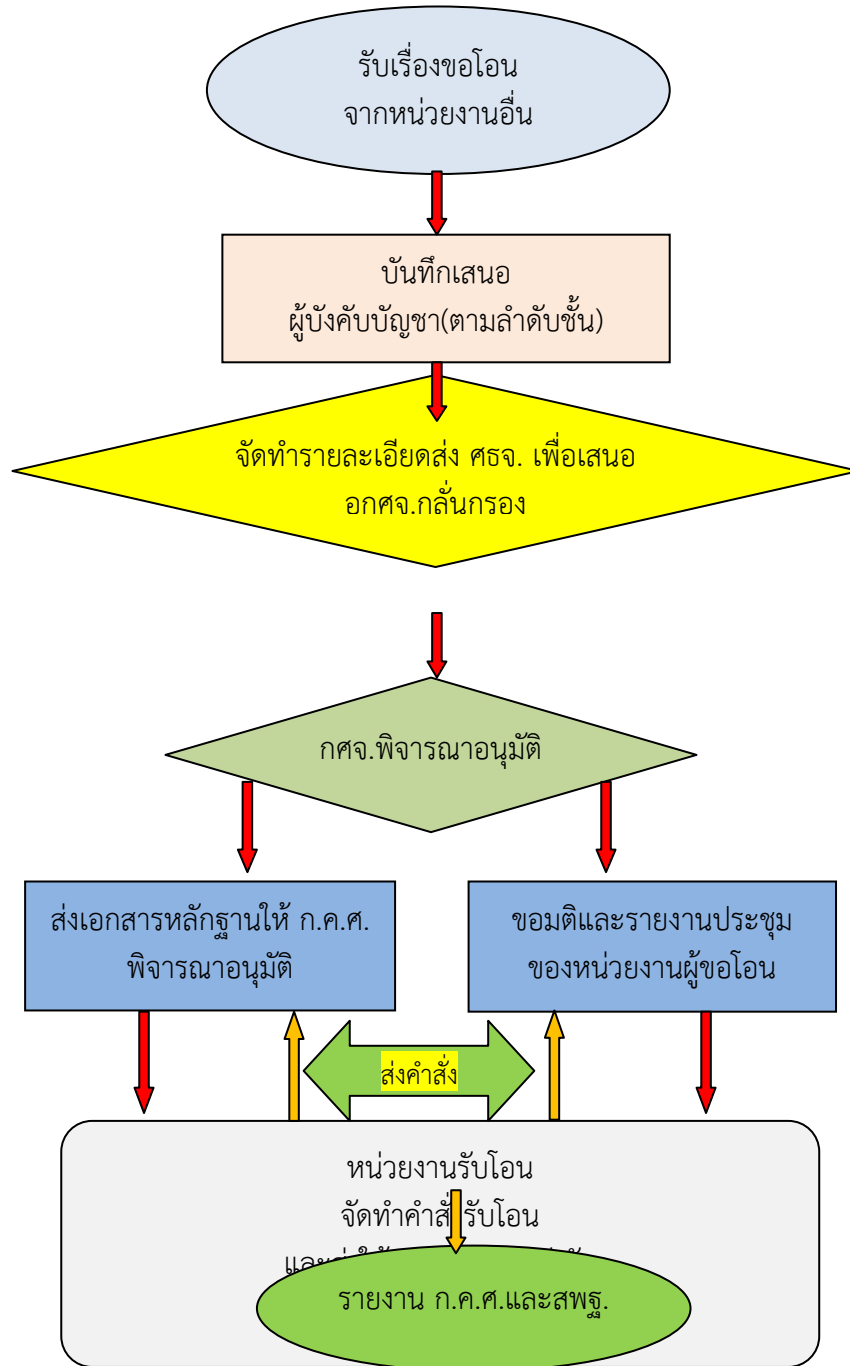 รับเรื่องขอโอน
จากหน่วยงานอื่น
บันทึกเสนอ
ผู้บังคับบัญชา(ตามลำดับชั้น)
จัดทำรายละเอียดส่ง ศธจ. เพื่อเสนอ
อกศจ.กลั่นกรอง
กศจ.พิจารณาอนุมัติ
ส่งเอกสารหลักฐานให้ ก.ค.ศ.
พิจารณาอนุมัติ
ขอมติและรายงานประชุม
ของหน่วยงานผู้ขอโอน
ส่งคำสั่ง
หน่วยงานรับโอน
จัดทำคำสั่งรับโอน
รายงาน ก.ค.ศ.และสพฐ.